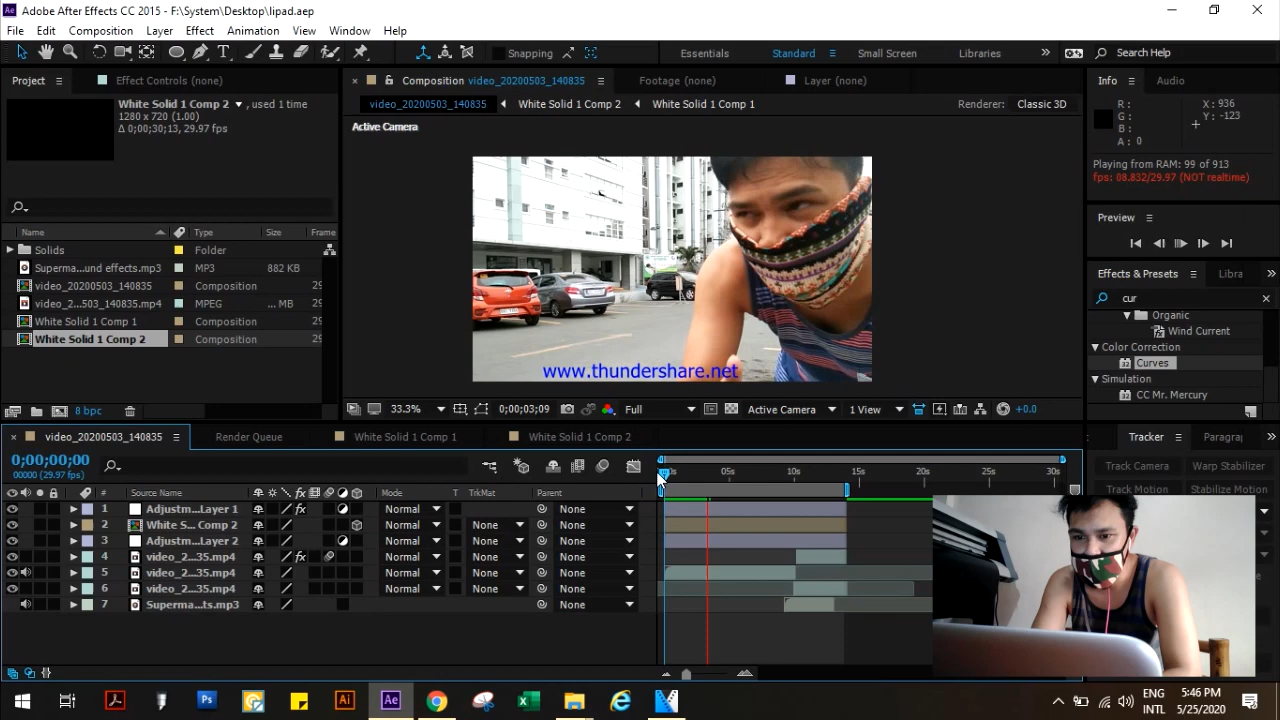 Adobe After Effects CC 2015 - F:\System\Desktop\lipad.aep
File Edit Composition Layer Effect Animation View Window Help
Snapping Essentials Standard Small Screen Libraries Search Help
Project Effect Controls (none)
Composition video_20200503_140835 Footage (none) Layer (none)
Info Audio
White Solid 1 Comp 2 , used 1 time
1280 x 720 (1.00)
Δ 0;00;30;13, 29.97 fps
video_20200503_140835 White Solid 1 Comp 2 White Solid 1 Comp 1 Renderer: Classic 3D
Active Camera
R: X: 936
G: Y: -123
B:
A: 0
Playing from RAM: 99 of 913
fps: 08.832/29.97 (NOT realtime)
Preview
Name Type Size Frame
Solids Folder
Superma...und effects.mp3 MP3 882 KB
video_20200503_140835 Composition 29
video_2...503_140835.mp4 MPEG ... MB 29
White Solid 1 Comp 1 Composition 29
White Solid 1 Comp 2 Composition 29
Effects & Presets Libra
cur
Organic
Wind Current
Color Correction
Curves
Simulation
CC Mr. Mercury
www.thundershare.net
8 bpc
33.3% 0;00;03;09 Full Active Camera 1 View +0.0
video_20200503_140835 Render Queue White Solid 1 Comp 1 White Solid 1 Comp 2
Tracker Paragraj
0;00;00;00
00000 (29.97 fps)
05s 10s 15s 20s 25s 30s
Track Camera Warp Stabilizer
Track Motion Stabilize Motion
# Source Name Mode T TrkMat Parent
1 Adjustm...Layer 1 Normal None
2 White S... Comp 2 Normal None None
3 Adjustm...Layer 2 Normal None None
4 video_2...35.mp4 Normal None None
5 video_2...35.mp4 Normal None None
6 video_2...35.mp4 Normal None None
7 Superma...ts.mp3 None
ENG
INTL
5:46 PM
5/25/2020